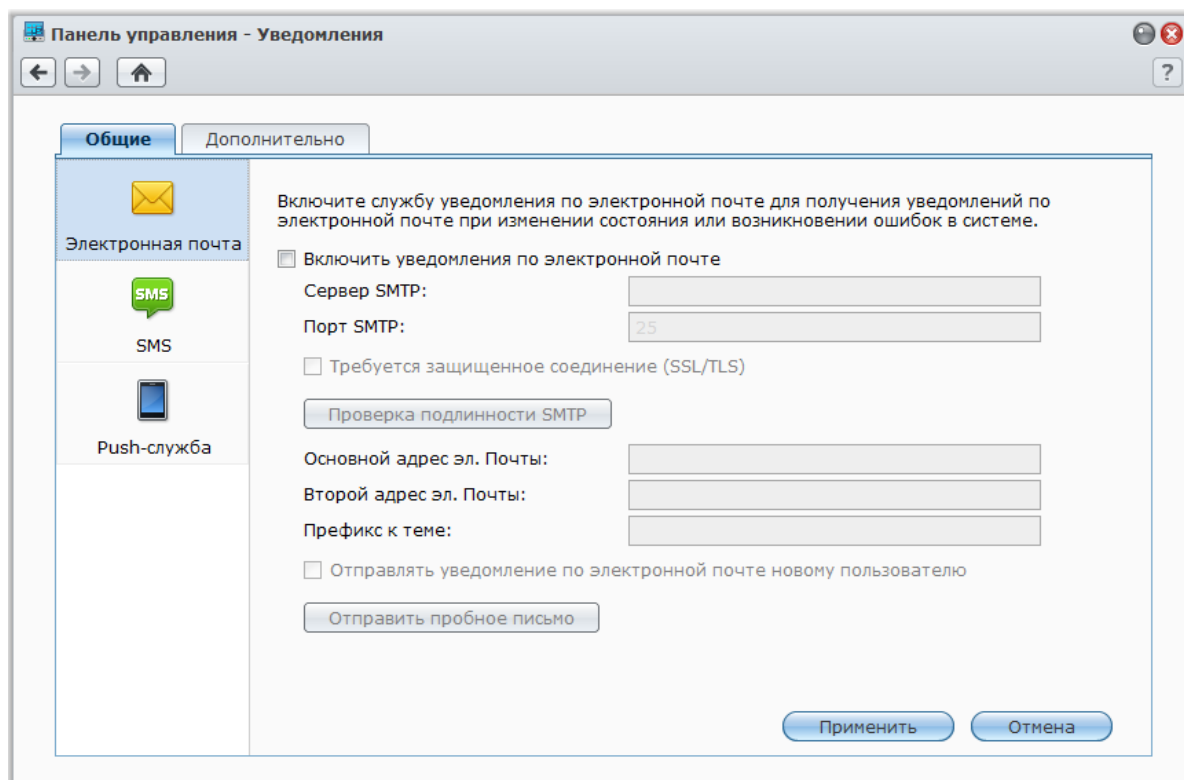 Панель управления - Уведомления
?
Общие
Дополнительно
Электронная почта
SMS
SMS
Push-служба
Включите службу уведомления по электронной почте для получения уведомлений по
электронной почте при изменении состояния или возникновении ошибок в системе.
Включить уведомления по электронной почте
Сервер SMTP:
Порт SMTP: 25
Требуется защищенное соединение (SSL/TLS)
Проверка подлинности SMTP
Основной адрес эл. Почты:
Второй адрес эл. Почты:
Префикс к теме:
Отправлять уведомление по электронной почте новому пользователю
Отправить пробное письмо
Применить
Отмена